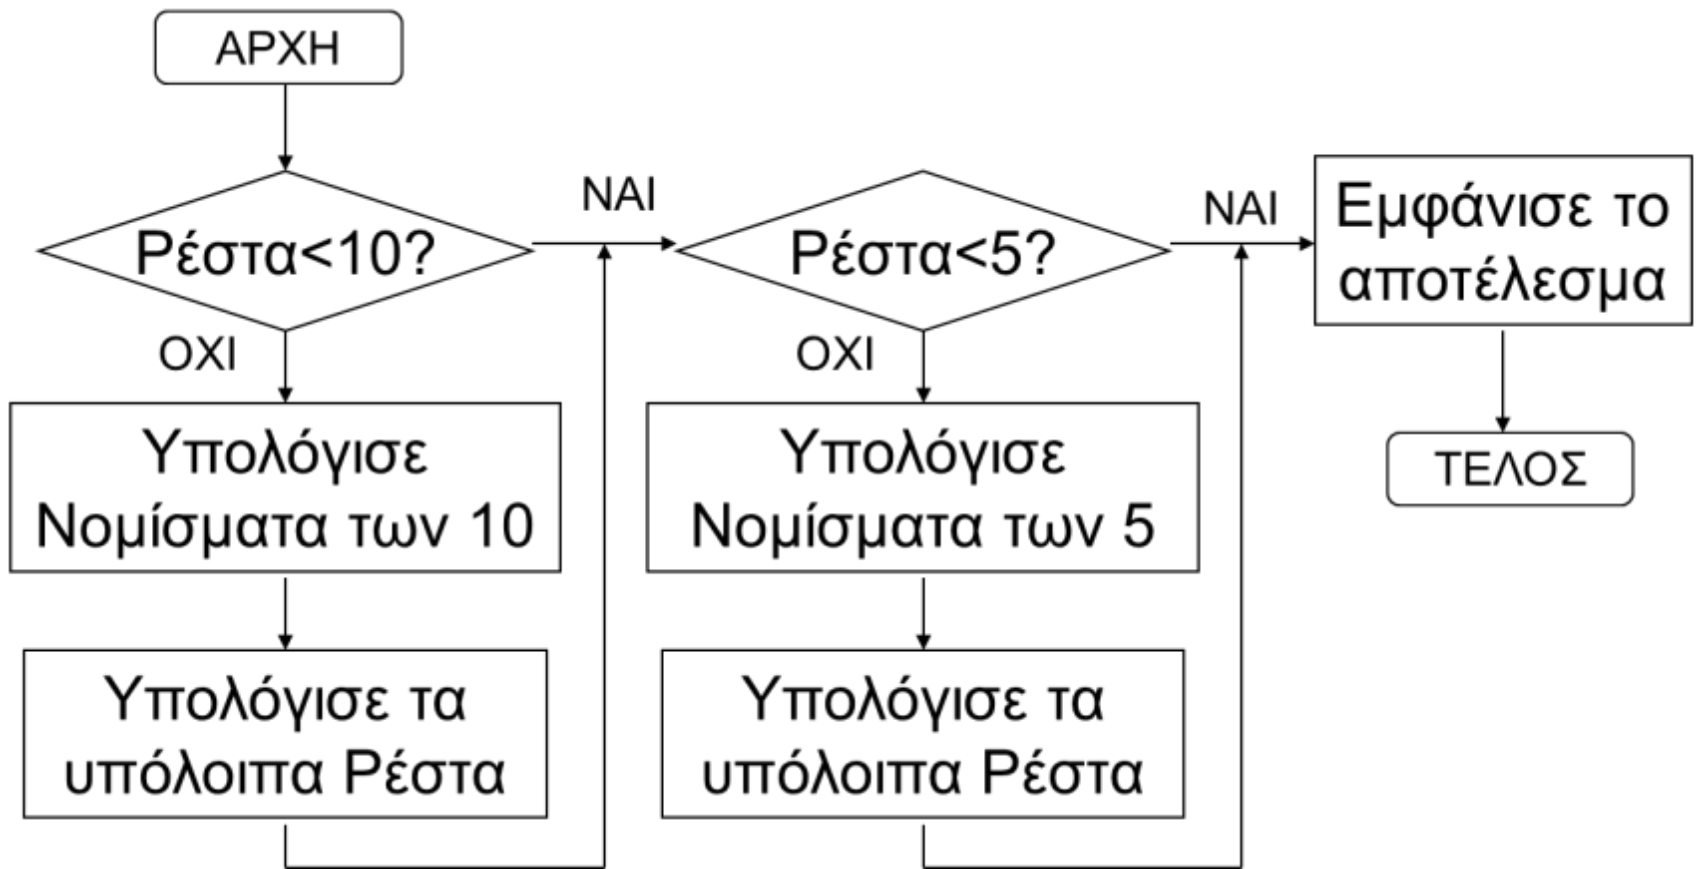 ΑΡΧΗ
Ρέστα<10?
ΝΑΙ
ΟΧΙ
Υπολόγισε
Νομίσματα των 10
Υπολόγισε τα
υπόλοιπα Ρέστα
Ρέστα<5?
ΝΑΙ
ΟΧΙ
Υπολόγισε
Νομίσματα των 5
Υπολόγισε τα
υπόλοιπα Ρέστα
Εμφάνισε το
αποτέλεσμα
ΤΕΛΟΣ